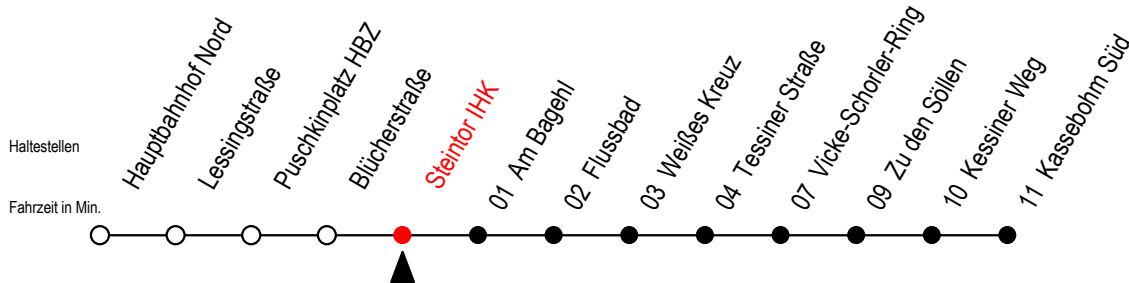 Haltestellen
Hauptbahnhof Nord
Lessingstraße
Puschkinplatz HBZ
Blücherstraße
Steintor IHK
01 Am Bagehl
02 Flussbad
03 Weißes Kreuz
04 Tessiner Straße
07 Vicke-Schorler-Ring
09 Zu den Söllen
10 Kessiner Weg
11 Kassebohm Süd
Fahrzeit in Min.